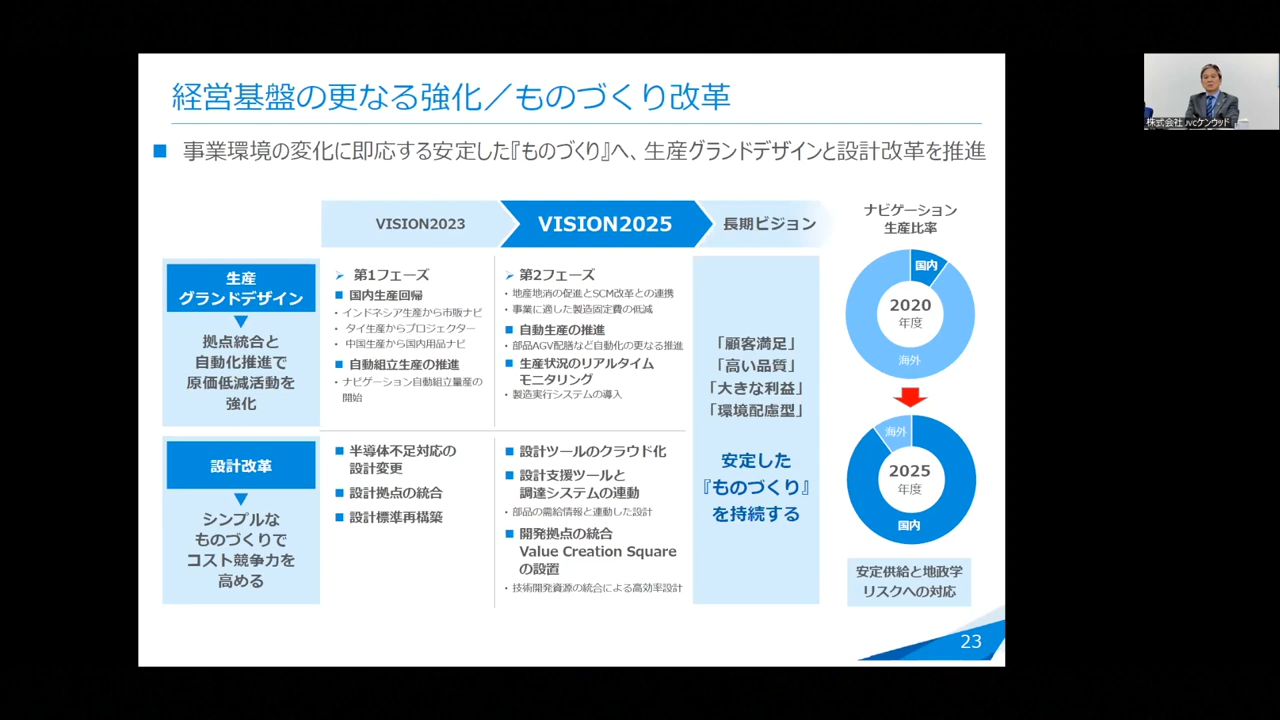 経営基盤の更なる強化／ものづくり改革
■ 事業環境の変化に即応する安定した『ものづくり』へ、生産グランドデザインと設計改革を推進
VISION2023
VISION2025
長期ビジョン
生産
グランドデザイン
拠点統合と
自動化推進で
原価低減活動を
強化
➢ 第1フェーズ
■ 国内生産回帰
・インドネシア生産から市販ナビ
・タイ生産からプロジェクター
・中国生産から国内用品ナビ
■ 自動組立生産の推進
・ナビゲーション自動組立量産の
開始
➢ 第2フェーズ
・地産地消の促進とSCM改革との連携
・事業に適した製造固定費の低減
■ 自動生産の推進
・部品AGV配膳など自動化の更なる推進
■ 生産状況のリアルタイム
モニタリング
・製造実行システムの導入
設計改革
シンプルな
ものづくりで
コスト競争力を
高める
■ 半導体不足対応の
設計変更
■ 設計拠点の統合
■ 設計標準再構築
■ 設計ツールのクラウド化
■ 設計支援ツールと
調達システムの連動
・部品の需給情報と連動した設計
■ 開発拠点の統合
Value Creation Square
の設置
・技術開発資源の統合による高効率設計
「顧客満足」
「高い品質」
「大きな利益」
「環境配慮型」
安定した
『ものづくり』
を持続する
ナビゲーション
生産比率
国内
2020
年度
海外
海外
2025
年度
国内
安定供給と地政学
リスクへの対応
23
株式会社JVCケンウッド